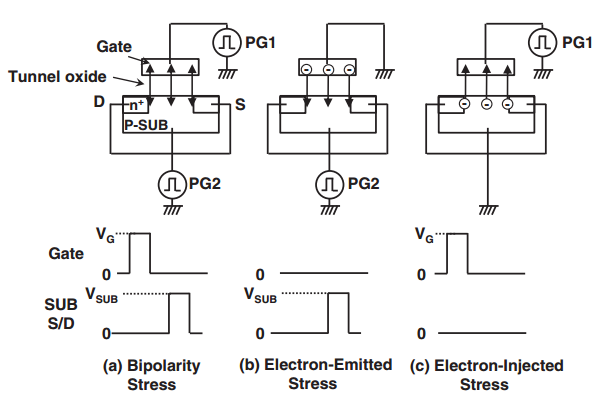 Gate
PG1
PG1
Tunnel oxide
D
n+
S
P-SUB
PG2
PG2
VG
VG
Gate
0
0
0
VSUB
VSUB
SUB
S/D
0
0
0
(a) Bipolarity
Stress
(b) Electron-Emitted
Stress
(c) Electron-Injected
Stress